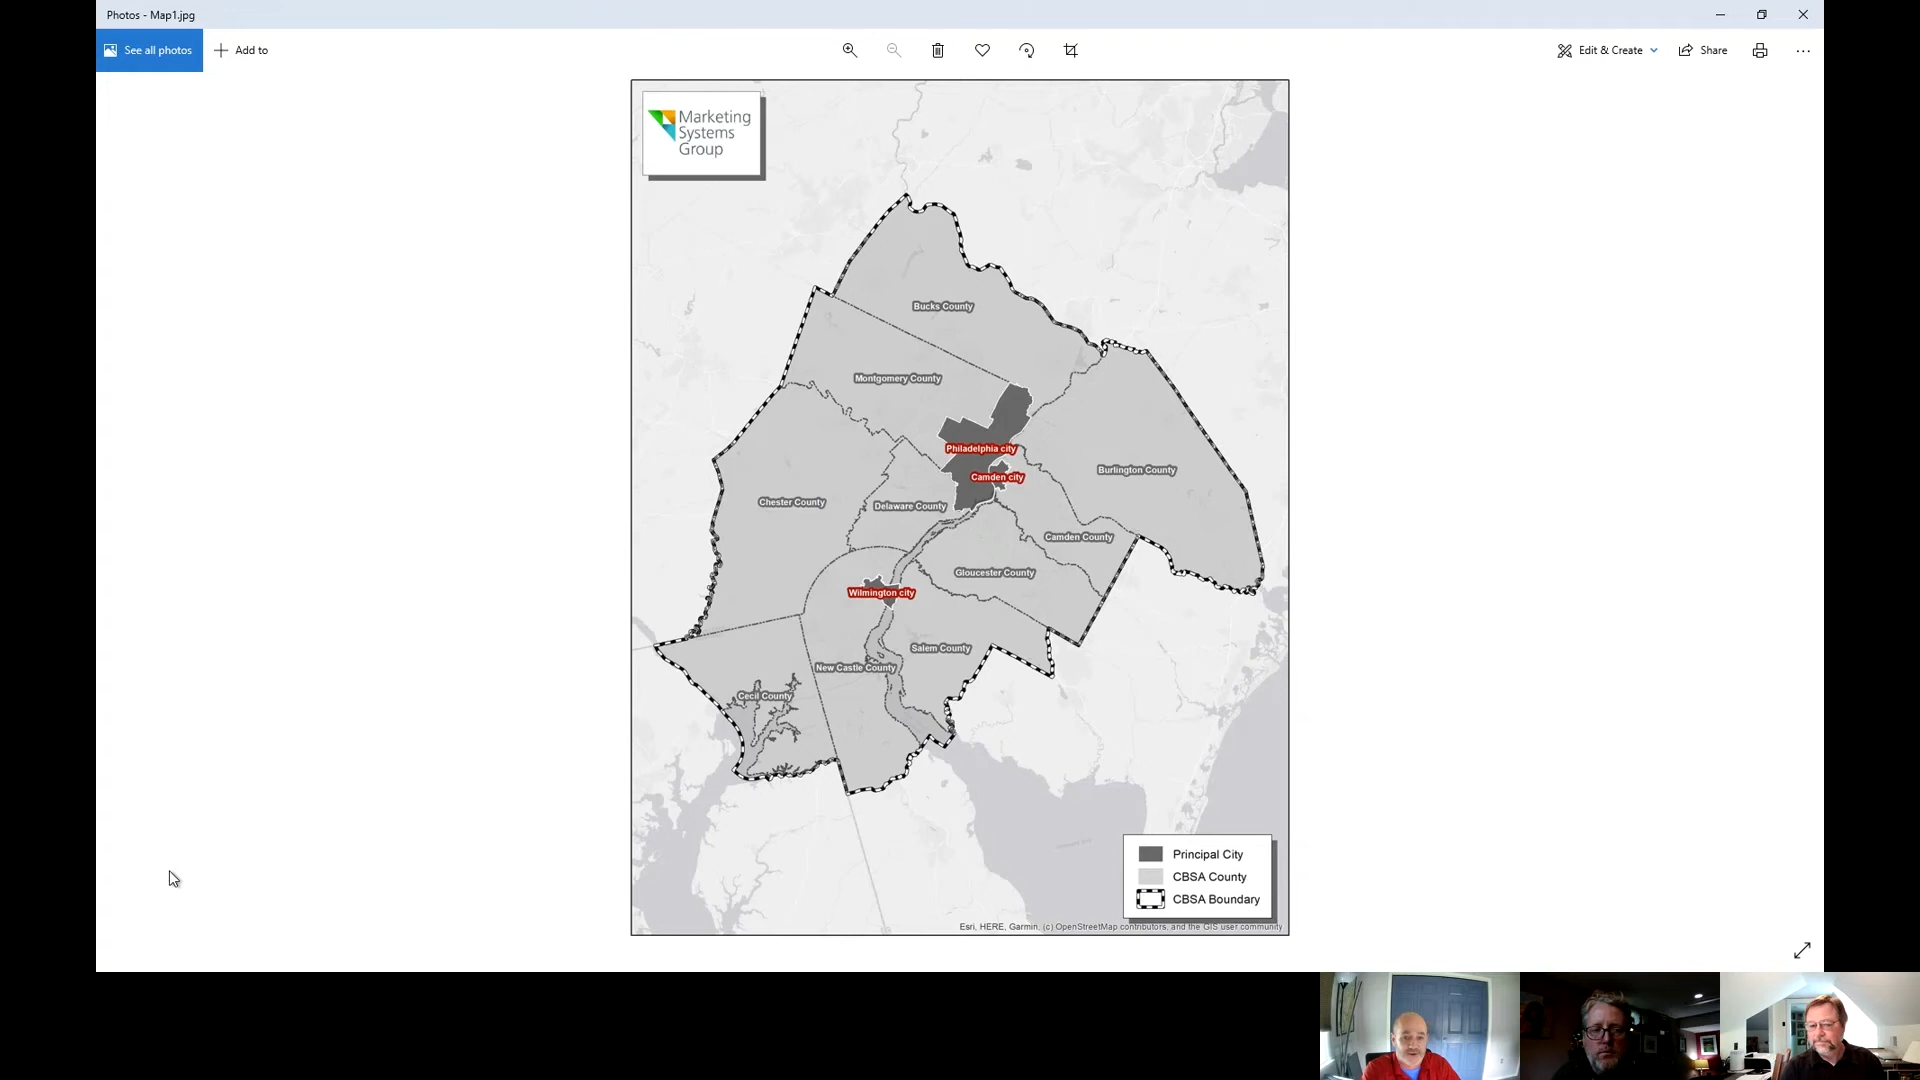 Photos - Map1.jpg
See all photos
Add to
Edit & Create
Share
Marketing
Systems
Group
Bucks County
Montgomery County
Philadelphia city
Burlington County
Camden city
Chester County
Delaware County
Camden County
Gloucester County
Wilmington city
Salem County
New Castle County
Cecil County
Principal City
CBSA County
CBSA Boundary
Esri, HERE, Garmin, (c) OpenStreetMap contributors, and the GIS user community